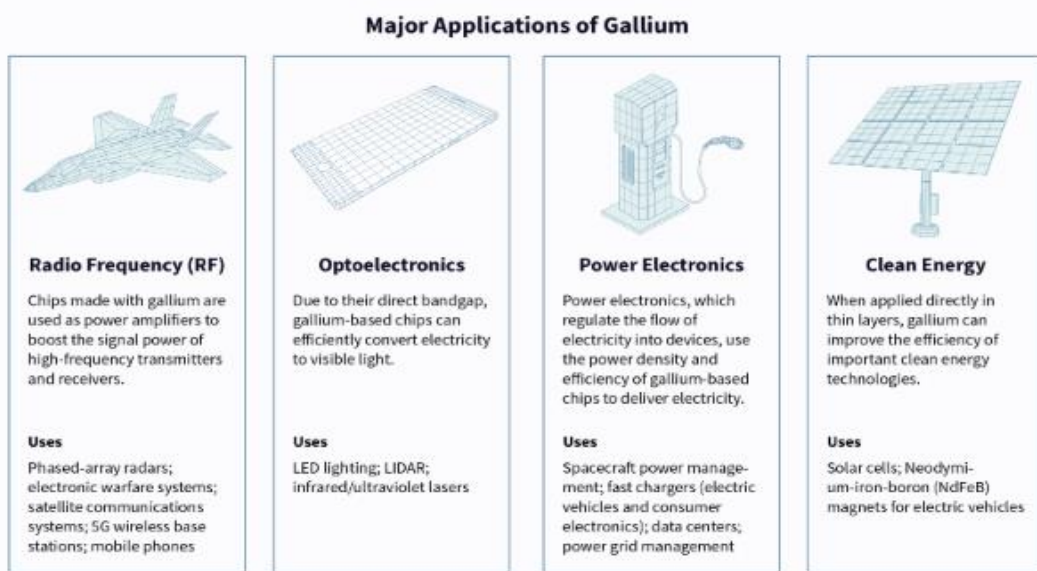 Major Applications of Gallium
Radio Frequency (RF)
Chips made with gallium are
used as power amplifiers to
boost the signal power of
high-frequency transmitters
and receivers.
Uses
Phased-array radars;
electronic warfare systems;
satellite communications
systems; 5G wireless base
stations; mobile phones
Optoelectronics
Due to their direct bandgap,
gallium-based chips can
efficiently convert electricity
to visible light.
Uses
LED lighting; LIDAR;
infrared/ultraviolet lasers
Power Electronics
Power electronics, which
regulate the flow of
electricity into devices, use
the power density and
efficiency of gallium-based
chips to deliver electricity.
Uses
Spacecraft power manage-
ment; fast chargers (electric
vehicles and consumer
electronics); data centers;
power grid management
Clean Energy
When applied directly in
thin layers, gallium can
improve the efficiency of
important clean energy
technologies.
Uses
Solar cells; Neodymi-
um-iron-boron (NdFeB)
magnets for electric vehicles